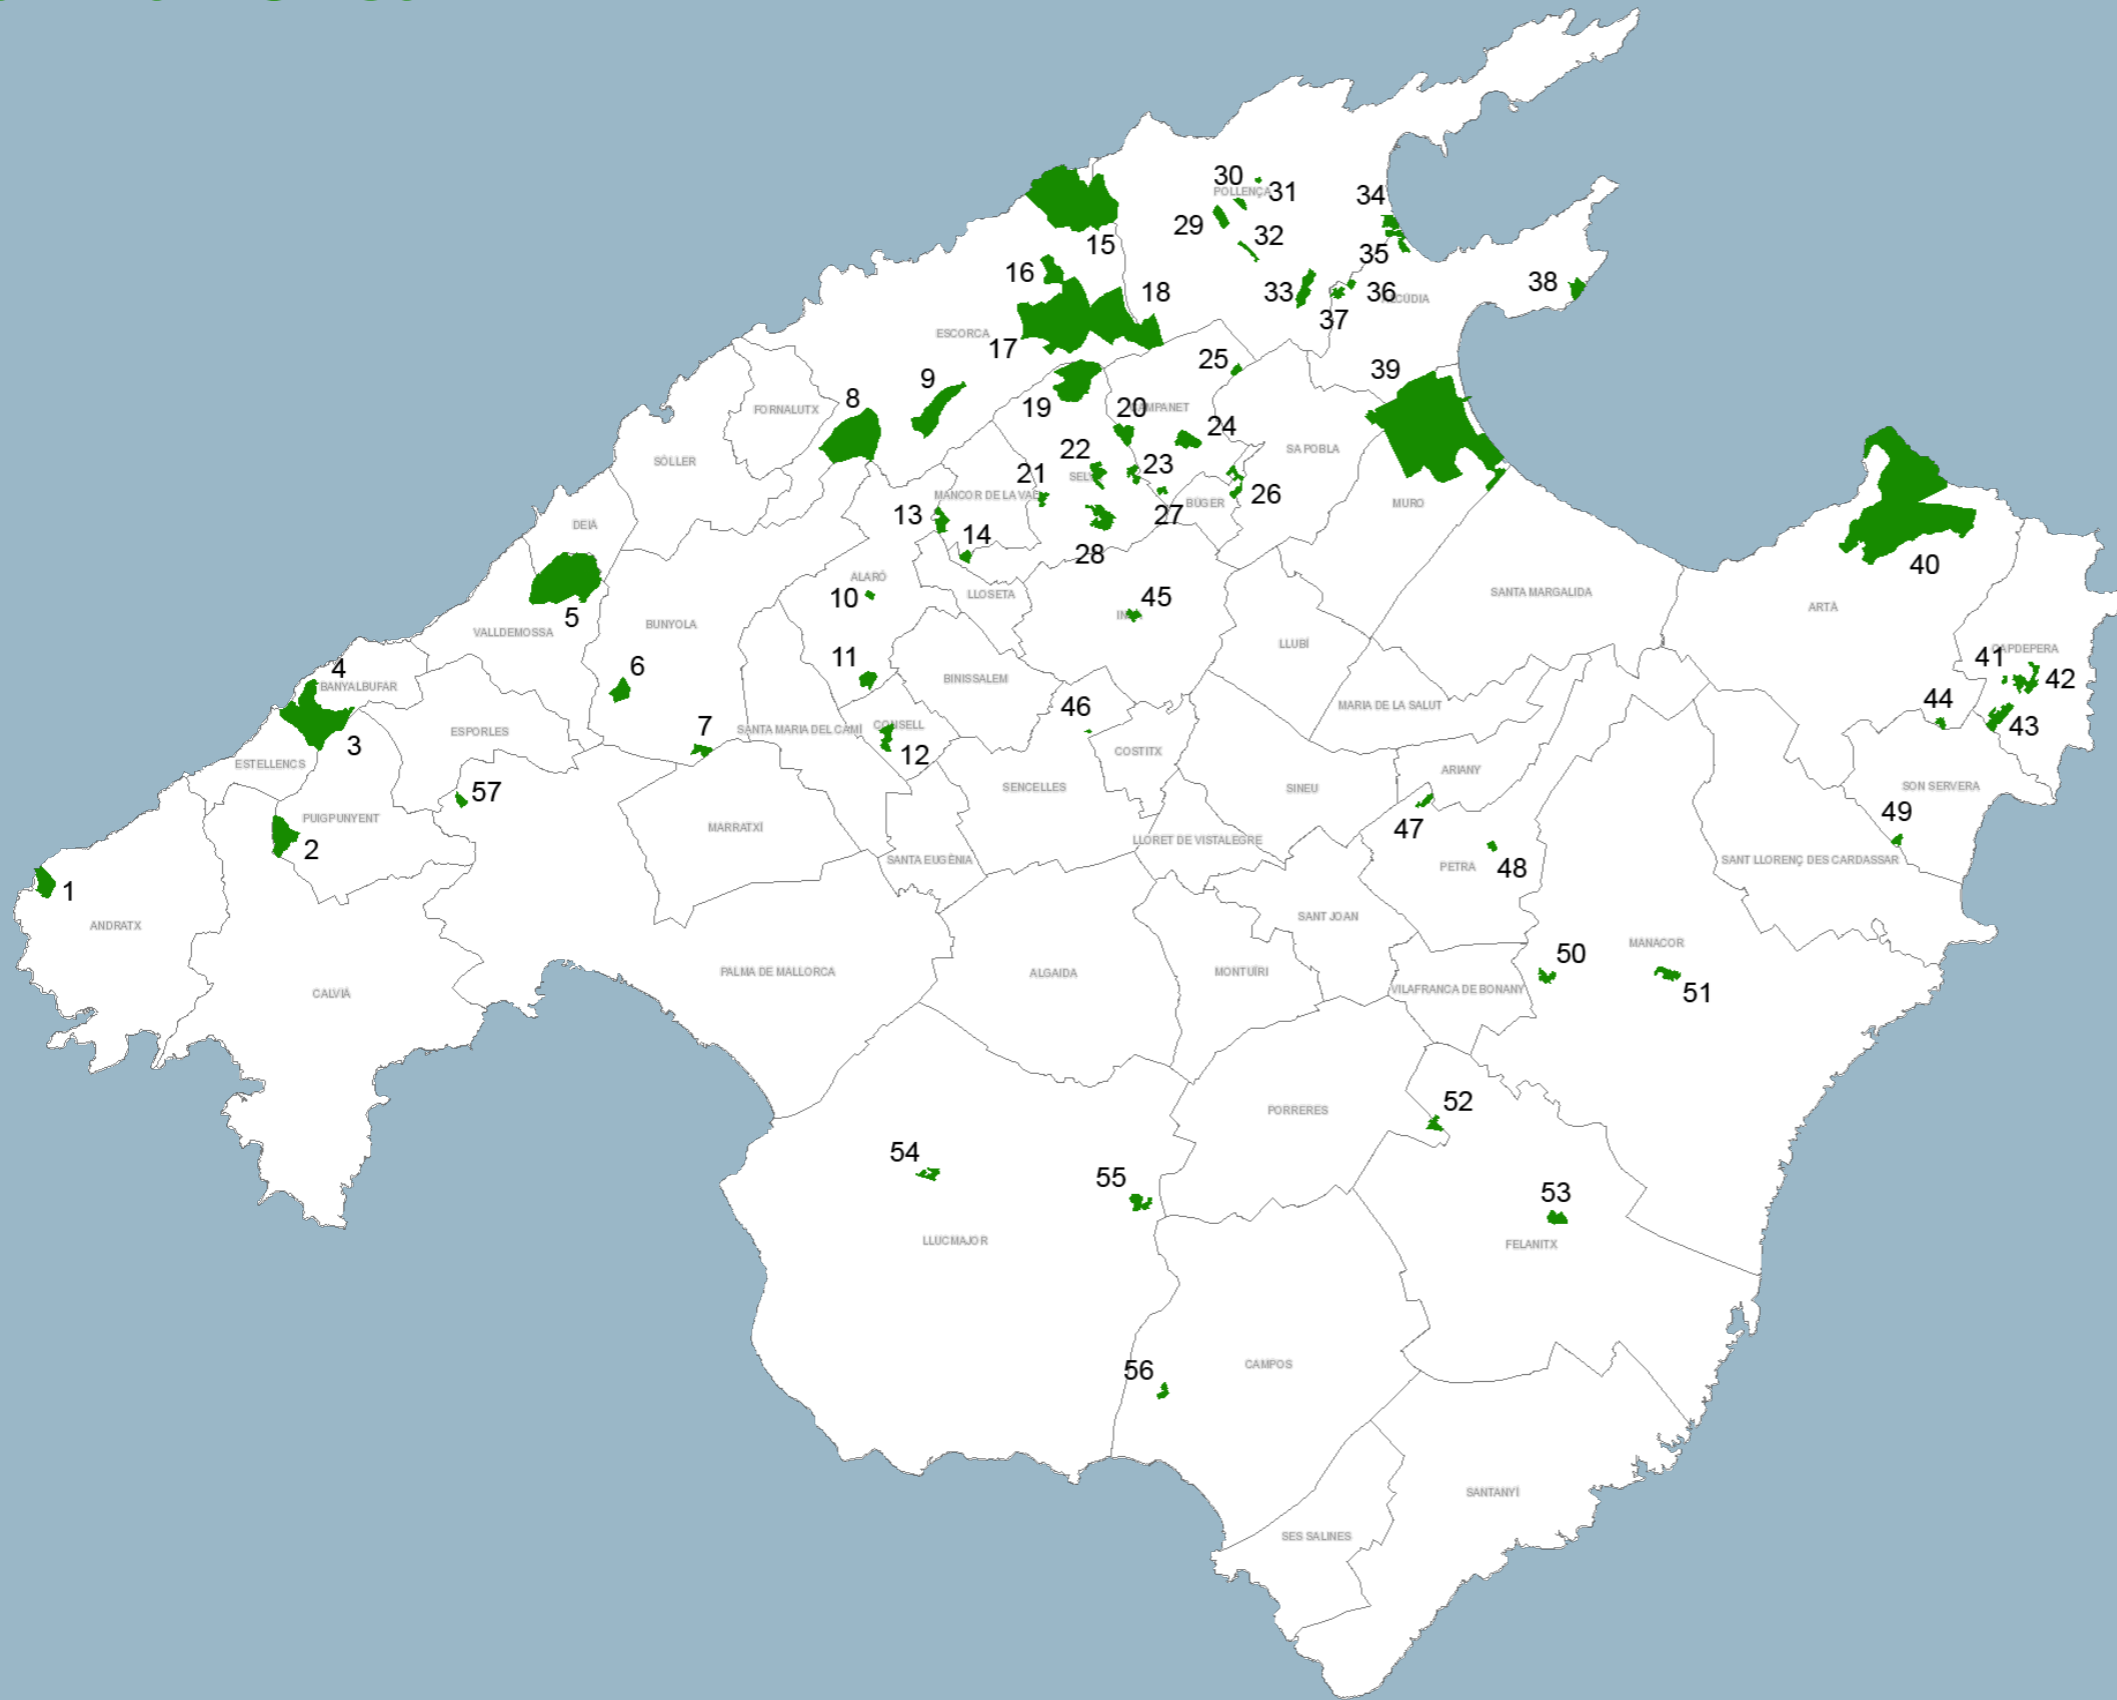 30
31
POLLENÇA
34
29
32
15
35
16
33
36
38
18
ALCÚDIA
37
ESCORCA
17
25
39
9
8
19
20
CAMPANET
FORNALUTX
24
22
SA POBLA
SÓLLER
23
21
SELVA
MANCOR DE LA VALL
26
BÚGER
MURO
13
27
DEIÀ
14
28
40
ALARÓ
10
LLOSETA
45
INCA
SANTA MARGALIDA
ARTÀ
5
BUNYOLA
VALLDEMOSSA
LLUBÍ
CAPDEPERA
41
42
4
6
11
BINISSALEM
BANYALBUFAR
46
MARIA DE LA SALUT
44
43
7
SANTA MARIA DEL CAMÍ
CONSELL
12
ESPORLES
3
COSTITX
ESTELLENCS
ARIANY
57
SENCELLES
SINEU
SON SERVERA
PUIGPUNYENT
2
MARRATXÍ
47
49
LLORET DE VISTALEGRE
SANTA EUGÈNIA
PETRA
48
SANT LLORENÇ DES CARDASSAR
1
ANDRATX
SANT JOAN
MANACOR
50
PALMA DE MALLORCA
ALGAIDA
MONTUÏRI
51
CALVIÀ
VILAFRANCA DE BONANY
PORRERES
52
54
55
53
LLUCMAJOR
FELANITX
56
CAMPOS
SANTANYÍ
SES SALINES